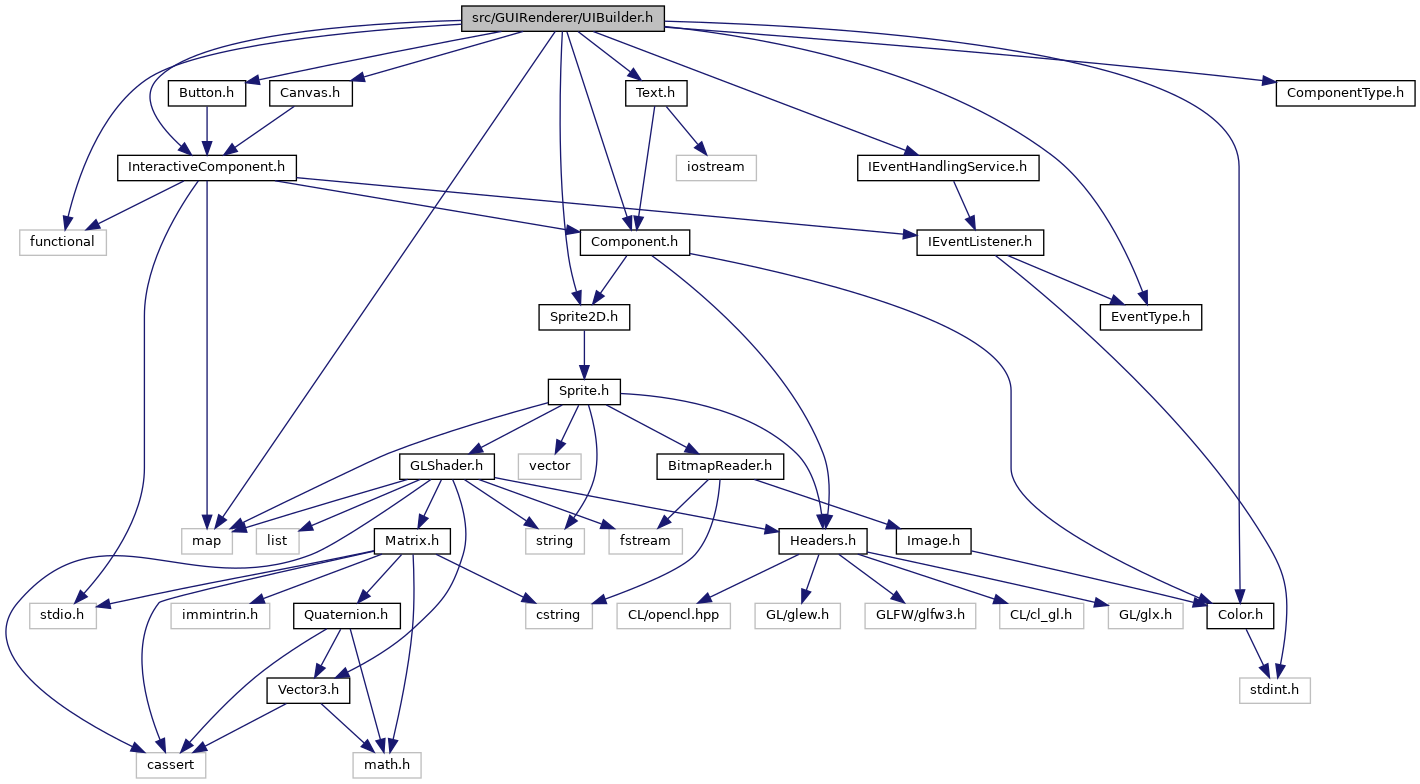 src/GUIRenderer/UIBuilder.h
Button.h
Canvas.h
Text.h
ComponentType.h
InteractiveComponent.h
iostream
IEventHandlingService.h
functional
Component.h
IEventListener.h
Sprite2D.h
EventType.h
Sprite.h
GLShader.h
vector
BitmapReader.h
map
list
Matrix.h
string
fstream
Headers.h
Image.h
stdio.h
immintrin.h
Quaternion.h
cstring
CL/opencl.hpp
GL/glew.h
GLFW/glfw3.h
CL/cl_gl.h
GL/glx.h
Color.h
Vector3.h
stdint.h
cassert
math.h